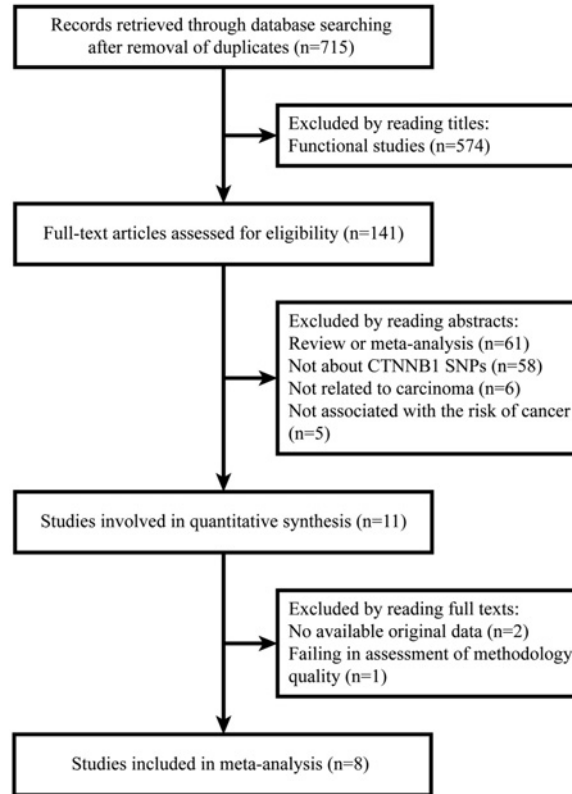 Records retrieved through database searching
after removal of duplicates (n=715)
Excluded by reading titles:
Functional studies (n=574)
Full-text articles assessed for eligibility (n=141)
Excluded by reading abstracts:
Review or meta-analysis (n=61)
Not about CTNNB1 SNPs (n=58)
Not related to carcinoma (n=6)
Not associated with the risk of cancer
(n=5)
Studies involved in quantitative synthesis (n=11)
Excluded by reading full texts:
No available original data (n=2)
Failing in assessment of methodology
quality (n=1)
Studies included in meta-analysis (n=8)